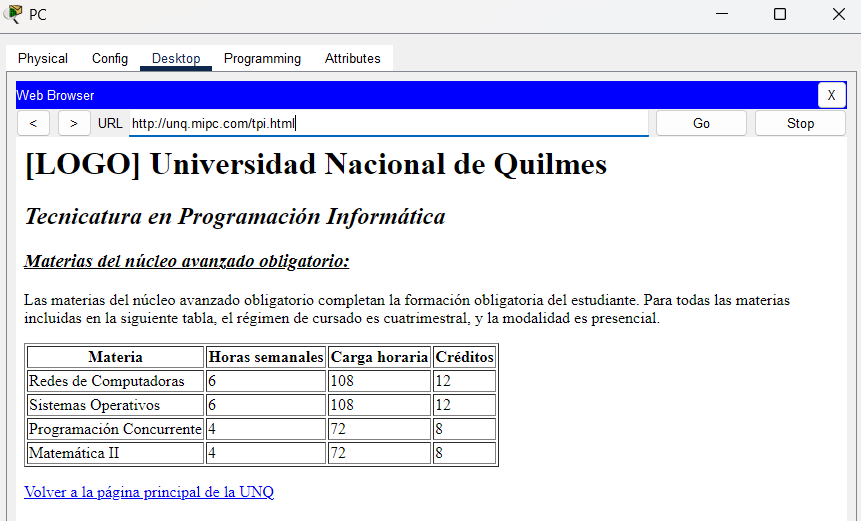 PC
Physical Config Desktop Programming Attributes
Web Browser X
< > URL http://unq.mipc.com/tpi.html Go Stop
[LOGO] Universidad Nacional de Quilmes
Tecnicatura en Programación Informática
Materias del núcleo avanzado obligatorio:
Las materias del núcleo avanzado obligatorio completan la formación obligatoria del estudiante. Para todas las materias
incluidas en la siguiente tabla, el régimen de cursado es cuatrimestral, y la modalidad es presencial.
Materia Horas semanales Carga horaria Créditos
Redes de Computadoras 6 108 12
Sistemas Operativos 6 108 12
Programación Concurrente 4 72 8
Matemática II 4 72 8
Volver a la página principal de la UNQ